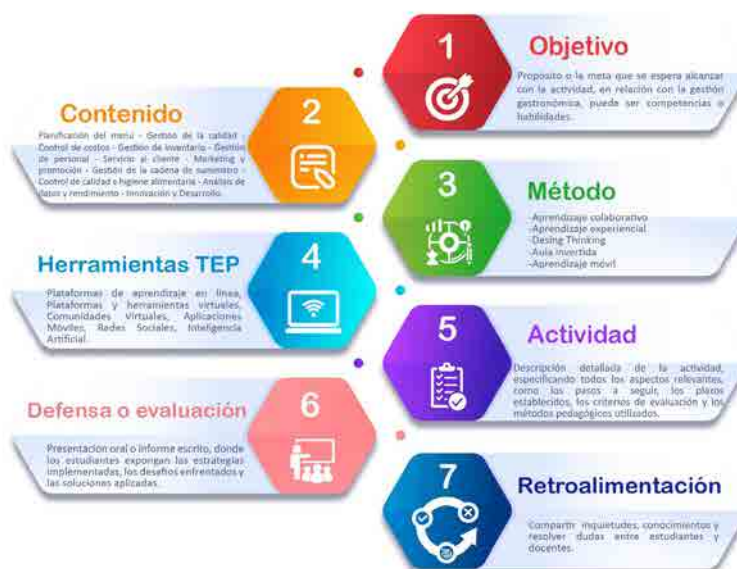 1
Objetivo
Propósito o la meta que se espera alcanzar
con la actividad, en relación con la gestión
gastronómica, puede ser competencias o
habilidades.
2
Contenido
Planificación del menú - Gestión de la calidad -
Control de costos - Gestión de inventario - Gestión
de personal - Servicio al cliente - Marketing y
promoción - Gestión de la cadena de suministro -
Control de calidad e higiene alimentaria - Análisis de
datos y rendimiento - Innovación y Desarrollo.
3
Método
-Aprendizaje colaborativo
-Aprendizaje experiencial
-Desing Thinking
-Aula invertida
-Aprendizaje móvil
4
Herramientas TEP
Plataformas de aprendizaje en línea,
Plataformas y herramientas virtuales,
Comunidades Virtuales, Aplicaciones
Móviles, Redes Sociales, Inteligencia
Artificial.
5
Actividad
Descripción detallada de la actividad,
especificando todos los aspectos relevantes,
como los pasos a seguir, los plazos
establecidos, los criterios de evaluación y los
métodos pedagógicos utilizados.
6
Defensa o evaluación
Presentación oral o informe escrito, donde
los estudiantes expongan las estrategias
implementadas, los desafíos enfrentados y
las soluciones aplicadas.
7
Retroalimentación
Compartir inquietudes, conocimientos y
resolver dudas entre estudiantes y
docentes.